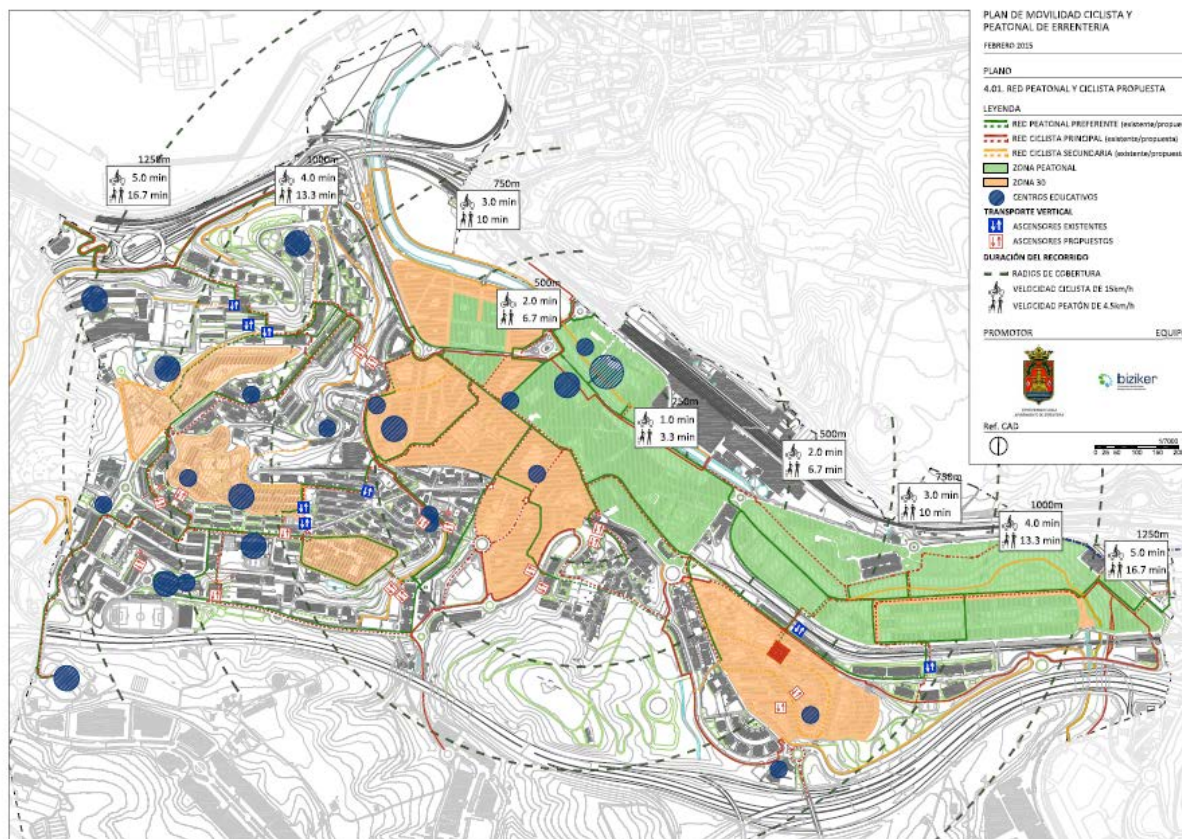 PLAN DE MOVILIDAD CICLISTA Y
PEATONAL DE ERRENTERIA
FEBRERO 2015
PLANO
4.01. RED PEATONAL Y CICLISTA PROPUESTA
LEYENDA
RED PEATONAL PREFERENTE (existente/propue
RED CICLISTA PRINCIPAL (existente/propuesta)
RED CICLISTA SECUNDARIA (existente/propuest
ZONA PEATONAL
ZONA 30
CENTROS EDUCATIVOS
TRANSPORTE VERTICAL
ASCENSORES EXISTENTES
ASCENSORES PROPUESTOS
DURACIÓN DEL RECORRIDO
RADIOS DE COBERTURA
VELOCIDAD CICLISTA DE 15km/h
VELOCIDAD PEATÓN DE 4.5km/h
PROMOTOR EQUIP
biziker
Ref. CAD
1/7000
1250m
5.0 min
16.7 min
1000m
4.0 min
13.3 min
750m
3.0 min
10 min
500m
2.0 min
6.7 min
250m
1.0 min
3.3 min
500m
2.0 min
6.7 min
750m
3.0 min
10 min
1000m
4.0 min
13.3 min
1250m
5.0 min
16.7 min